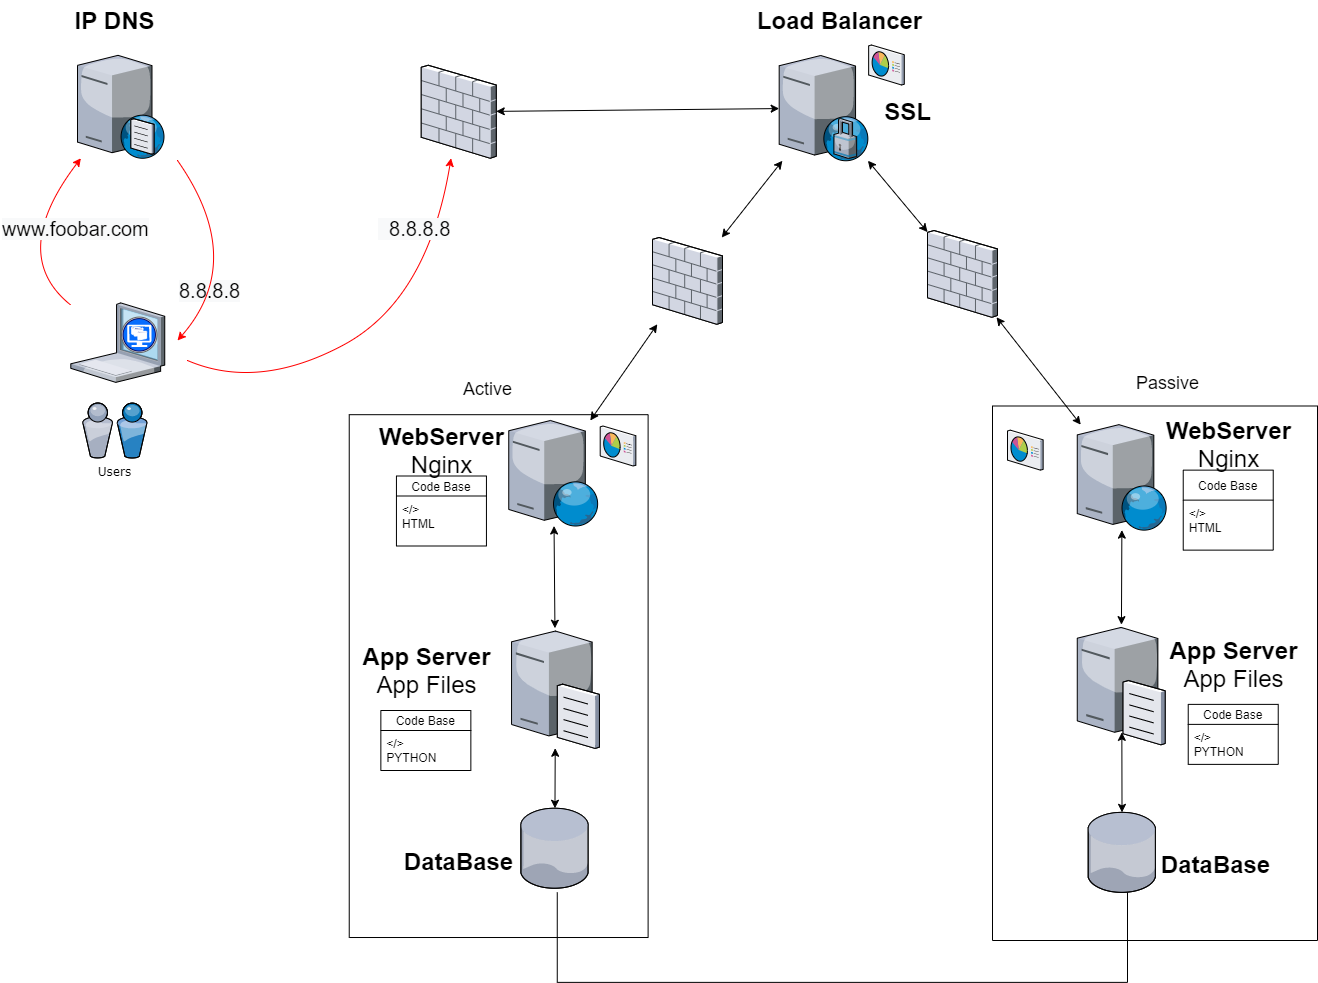 IP DNS
Load Balancer
SSL
www.foobar.com
8.8.8.8
8.8.8.8
Users
Active
WebServer
Nginx
Code Base
</>
HTML
App Server
App Files
Code Base
</>
PYTHON
DataBase
Passive
WebServer
Nginx
Code Base
</>
HTML
App Server
App Files
Code Base
</>
PYTHON
DataBase